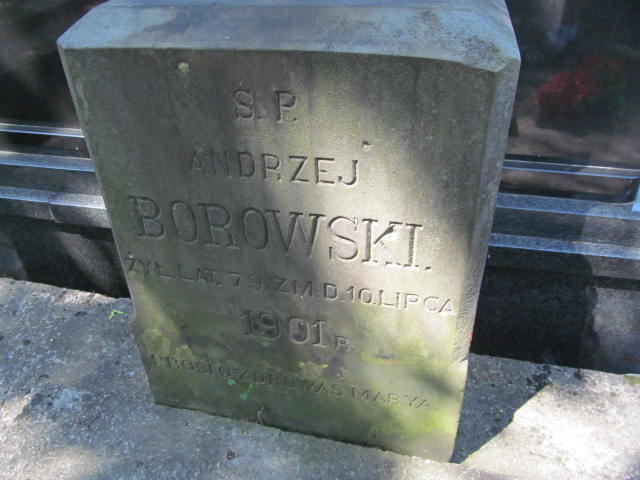 Ś.P.
ANDRZEJ
BOROWSKI.
ŻYŁ. LAT. 79. ZM. D. 10. LIPCA
1901 R.
PROSI O ZDROWAŚ MARYA.